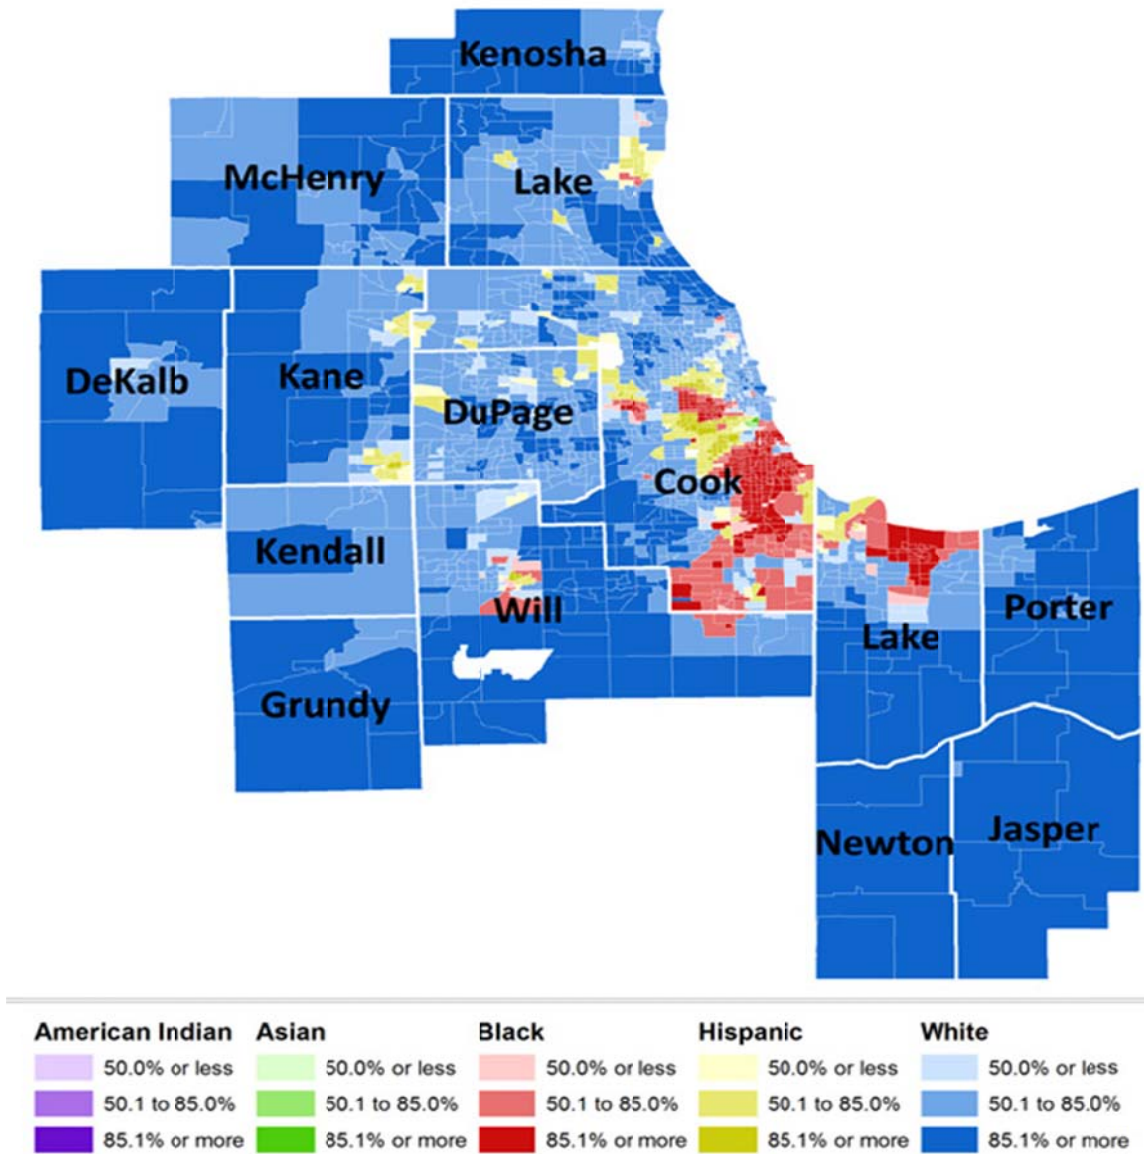 Kenosha
McHenry
Lake
DeKalb
Kane
DuPage
Cook
Kendall
Will
Lake
Porter
Grundy
Newton
Jasper
American Indian Asian Black Hispanic White
50.0% or less 50.0% or less 50.0% or less 50.0% or less 50.0% or less
50.1 to 85.0% 50.1 to 85.0% 50.1 to 85.0% 50.1 to 85.0% 50.1 to 85.0%
85.1% or more 85.1% or more 85.1% or more 85.1% or more 85.1% or more